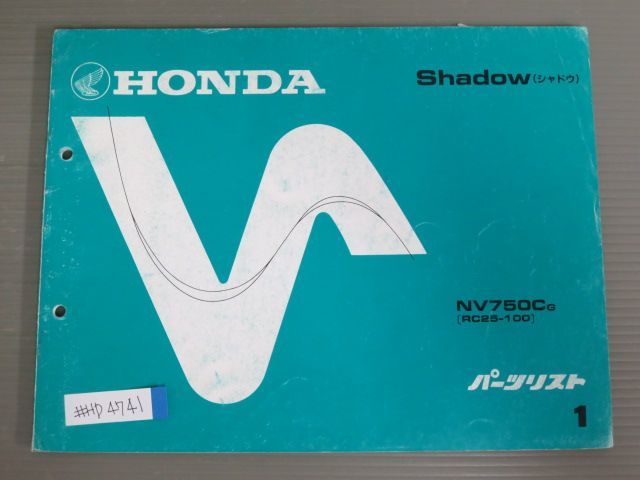 HONDA
Shadow(シャドウ)
NV750CG
[RC25-100]
パーツリスト
1
#HD4741